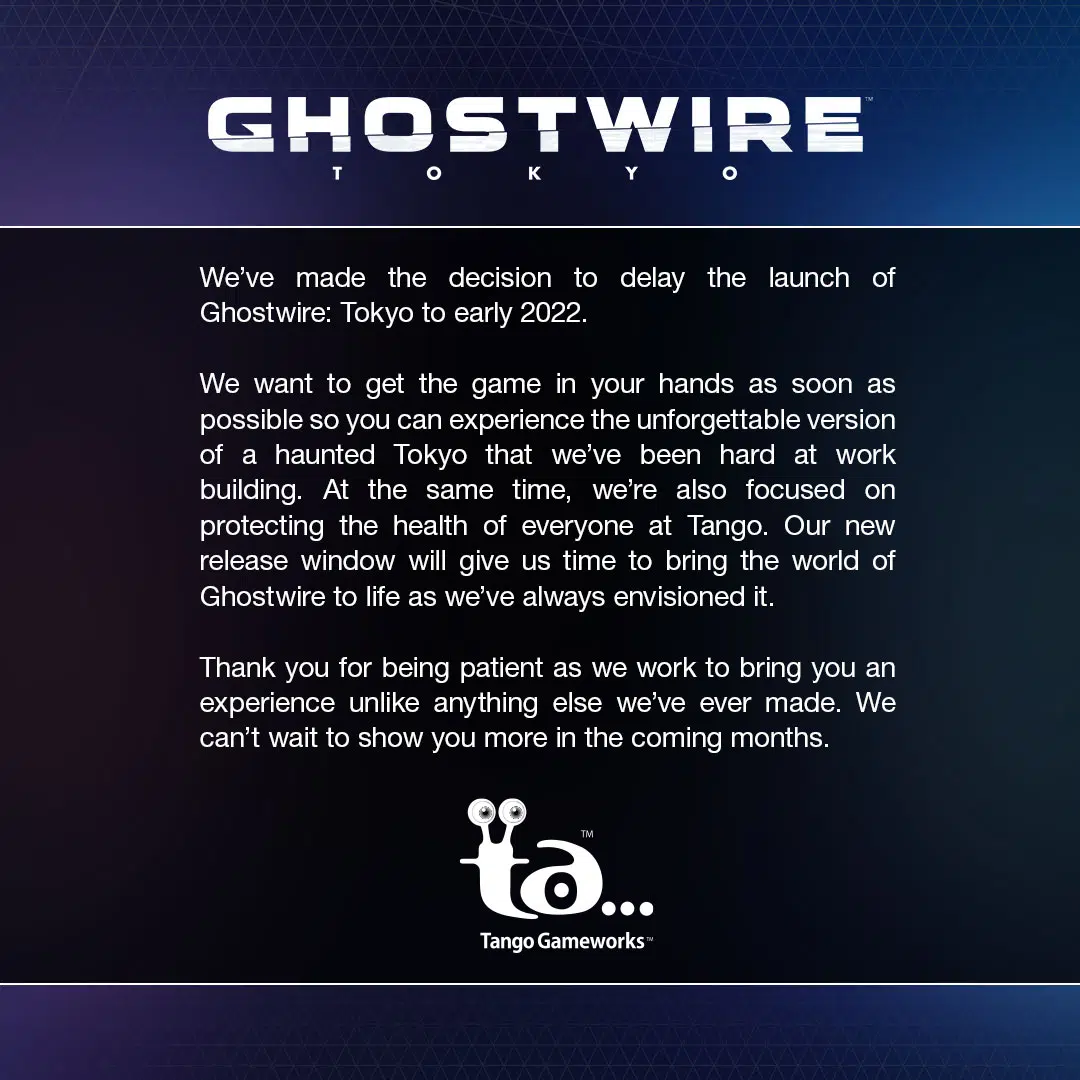 GHOSTWIRE™
TOKYO
We’ve made the decision to delay the launch of
Ghostwire: Tokyo to early 2022.
We want to get the game in your hands as soon as
possible so you can experience the unforgettable version
of a haunted Tokyo that we’ve been hard at work
building. At the same time, we’re also focused on
protecting the health of everyone at Tango. Our new
release window will give us time to bring the world of
Ghostwire to life as we’ve always envisioned it.
Thank you for being patient as we work to bring you an
experience unlike anything else we’ve ever made. We
can’t wait to show you more in the coming months.
ta...™
Tango Gameworks™